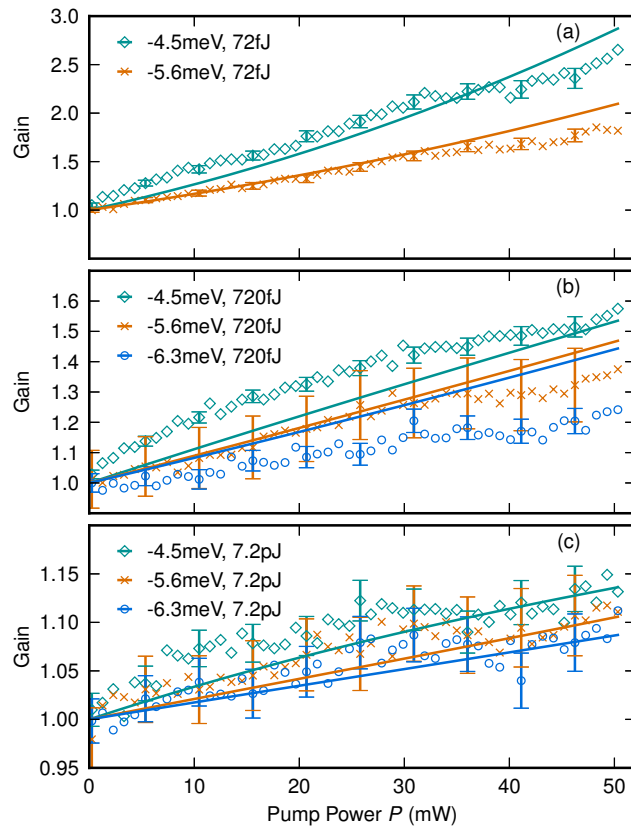 3.0
(a)
-4.5meV, 72fJ
2.5
-5.6meV, 72fJ
2.0
Gain
1.5
1.0
(b)
1.6
-4.5meV, 720fJ
1.5
-5.6meV, 720fJ
1.4
-6.3meV, 720fJ
1.3
Gain
1.2
1.1
1.0
(c)
-4.5meV, 7.2pJ
1.15
-5.6meV, 7.2pJ
-6.3meV, 7.2pJ
1.10
Gain
1.05
1.00
0.95
0 10 20 30 40 50
Pump Power P (mW)